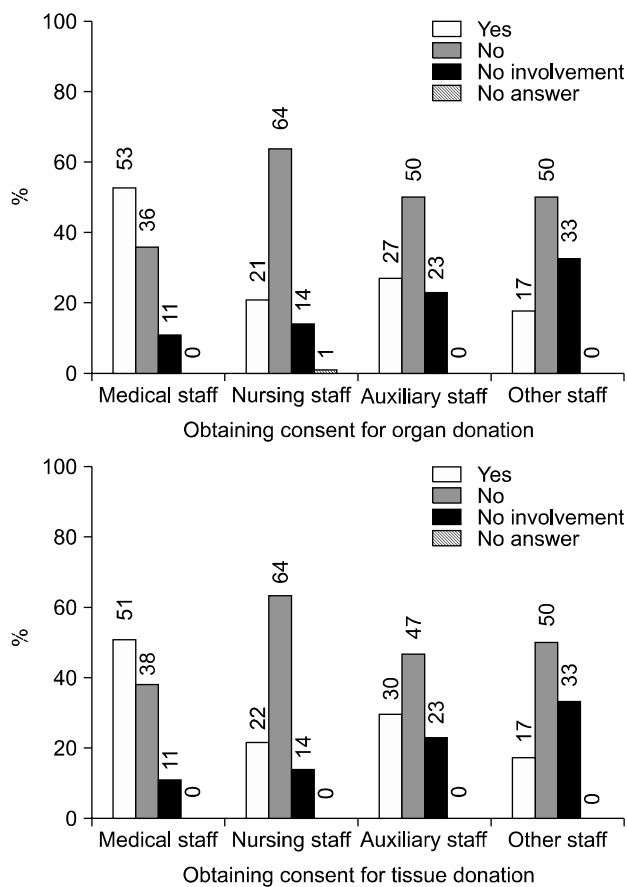 100
80
60
40
20
0
%
Yes
No
No involvement
No answer
53
36
11
0
21
64
14
1
27
50
23
0
17
50
33
0
Medical staff
Nursing staff
Auxiliary staff
Other staff
Obtaining consent for organ donation
100
80
60
40
20
0
%
Yes
No
No involvement
No answer
51
38
11
0
22
64
14
0
30
47
23
0
17
50
33
0
Medical staff
Nursing staff
Auxiliary staff
Other staff
Obtaining consent for tissue donation